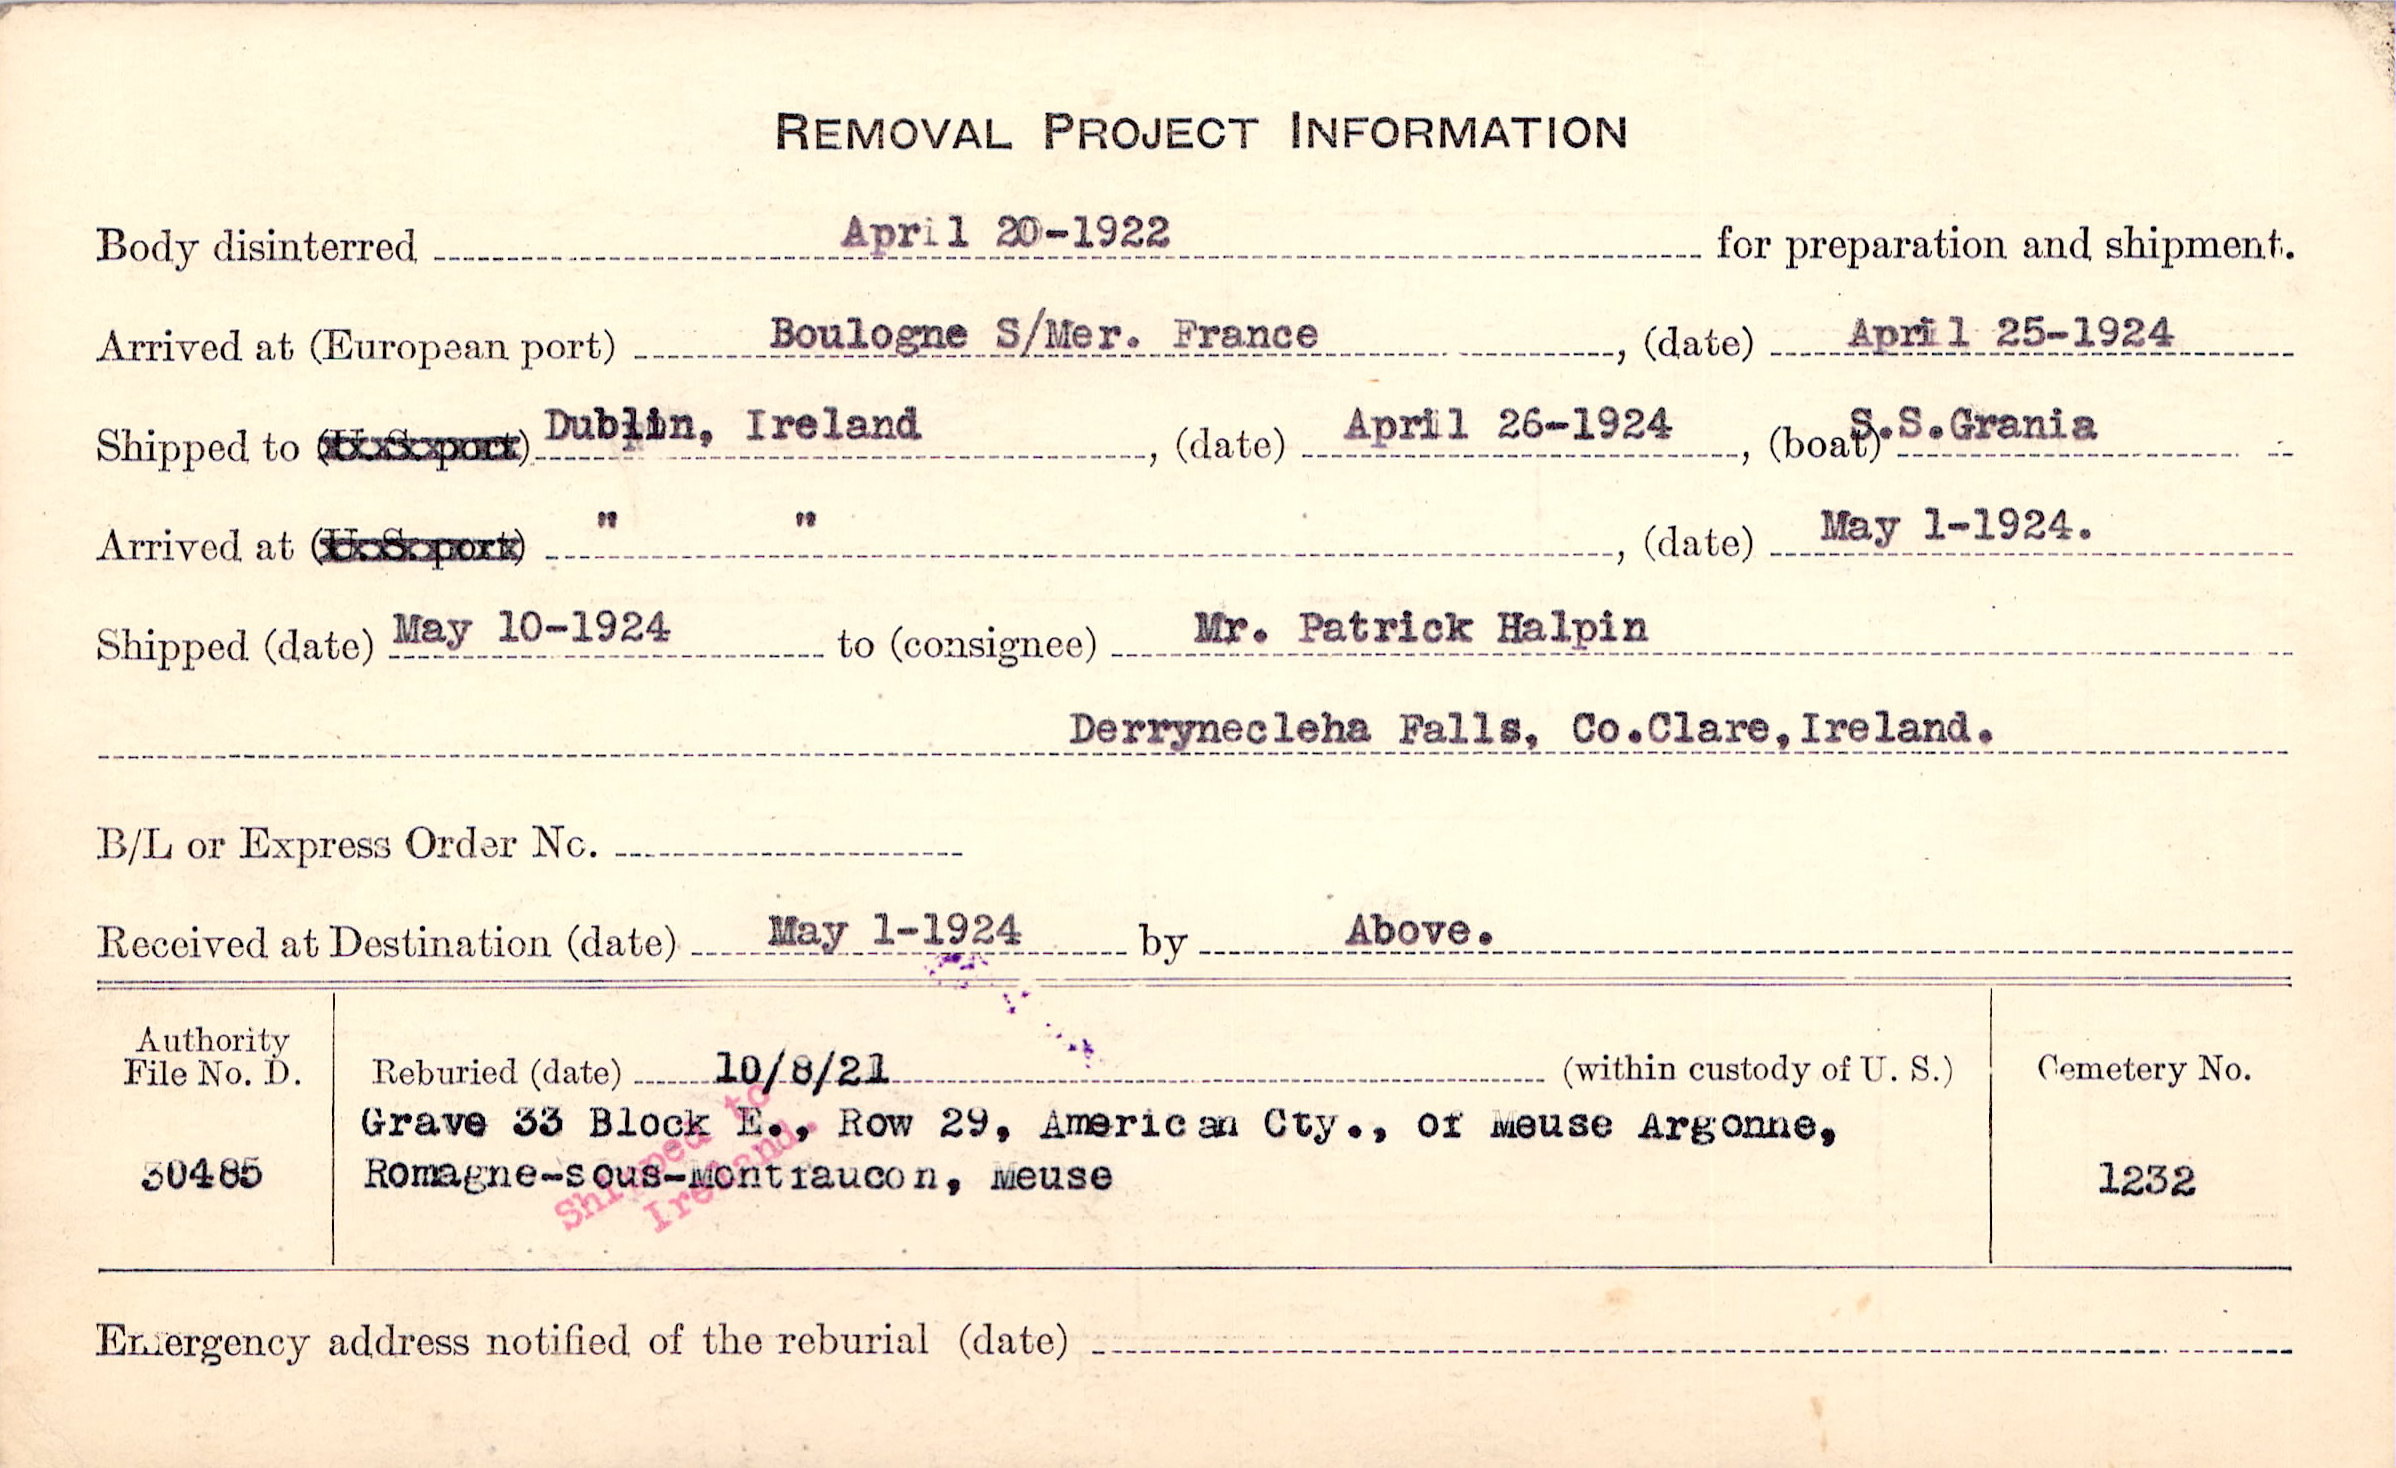 REMOVAL PROJECT INFORMATION
Body disinterred April 20-1922 for preparation and shipment.
Arrived at (European port) Boulogne S/Mer. France, (date) April 25-1924
Shipped to (U. S. port) Dublin, Ireland, (date) April 26-1924, (boat) S.S.Grania
Arrived at (U. S. port) " ", (date) May 1-1924.
Shipped (date) May 10-1924 to (consignee) Mr. Patrick Halpin
Derrynecleha Falls, Co.Clare,Ireland.
B/L or Express Order No.
Received at Destination (date) May 1-1924 by Above.
Authority
File No. D.
30485
Reburied (date) 10/8/21 (within custody of U. S.)
Grave 33 Block E., Row 29, American Cty., of Meuse Argonne,
Romagne-sous-Montfaucon, Meuse
Shipped to
Ireland.
Cemetery No.
1232
Emergency address notified of the reburial (date)